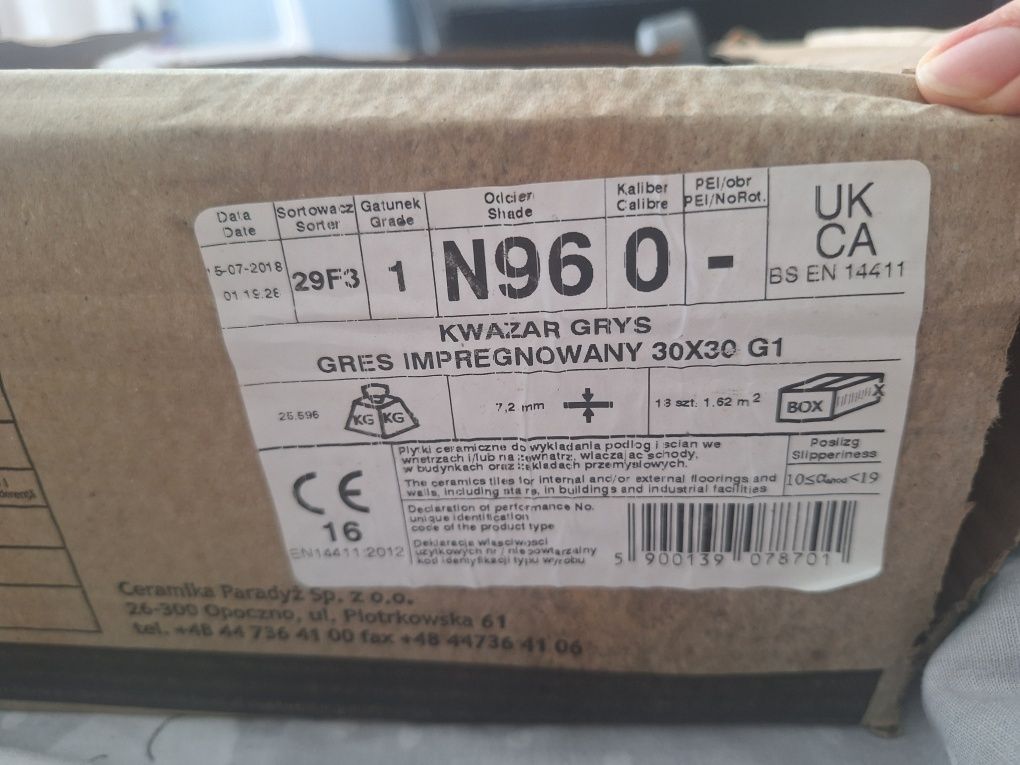 Data
Date
Sortowacz
Sorter
Gatunek
Grade
Odcień
Shade
Kaliber
Calibre
PEI/obr
PEI/NoRot.
UK
CA
BS EN 14411
15-07-2018
01:19:28
29F3
1
N96
0
-
KWAZAR GRYS
GRES IMPREGNOWANY 30X30 G1
KG KG
7,2 mm
szt. 1.62 m²
BOX
X
Płytki ceramiczne do wykładania podłóg i ścian we
wnętrzach i/lub na zewnątrz, włączając schody,
w budynkach oraz zakładach przemysłowych.
The ceramics tiles for internal and/or external floorings and
walls, including stairs, in buildings and industrial facilities
Poślizg
Slipperiness
10≤αshod<19
CE
16
EN14411:2012
Declaration of performance No.
unique identification
code of the product type
Deklaracja właściwości
użytkowych nr / niepowtarzalny
kod identyfikacji typu wyrobu
5 900139 078701
Ceramika Paradyż Sp. z o.o.
26-300 Opoczno, ul. Piotrkowska 61
tel. +48 44 736 41 00 fax +48 44736 41 06